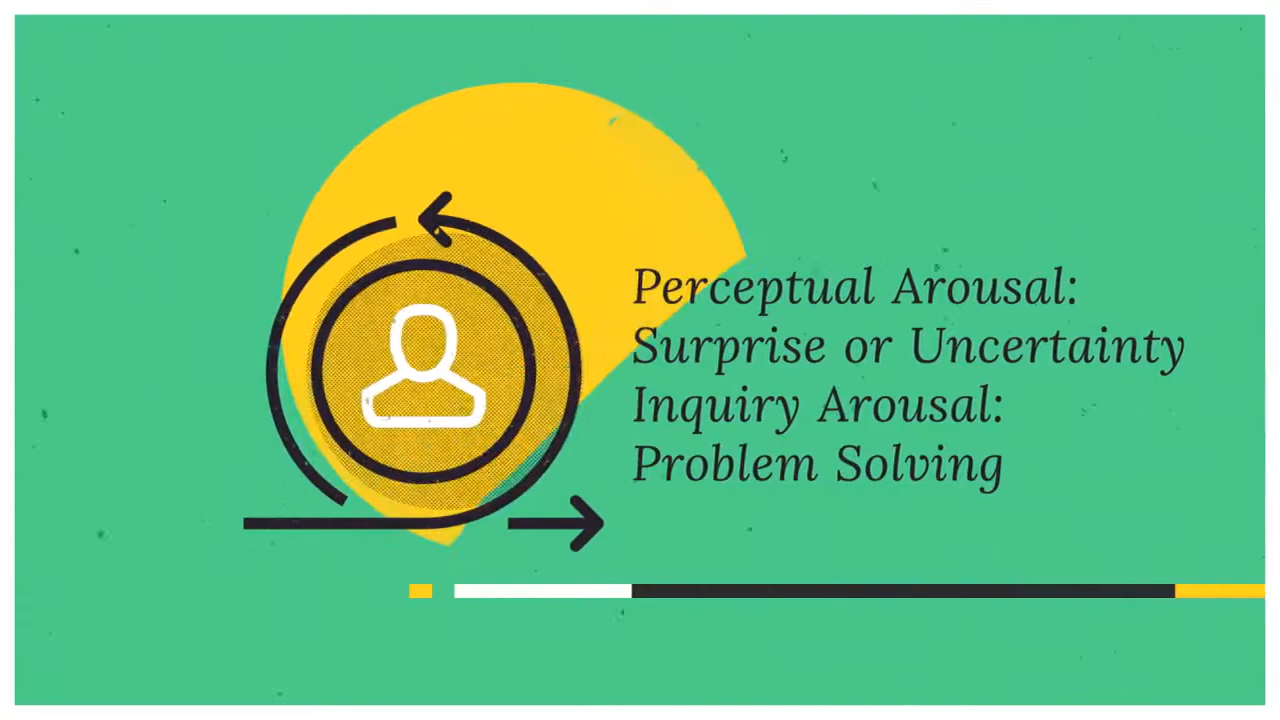 Perceptual Arousal:
Surprise or Uncertainty
Inquiry Arousal:
Problem Solving